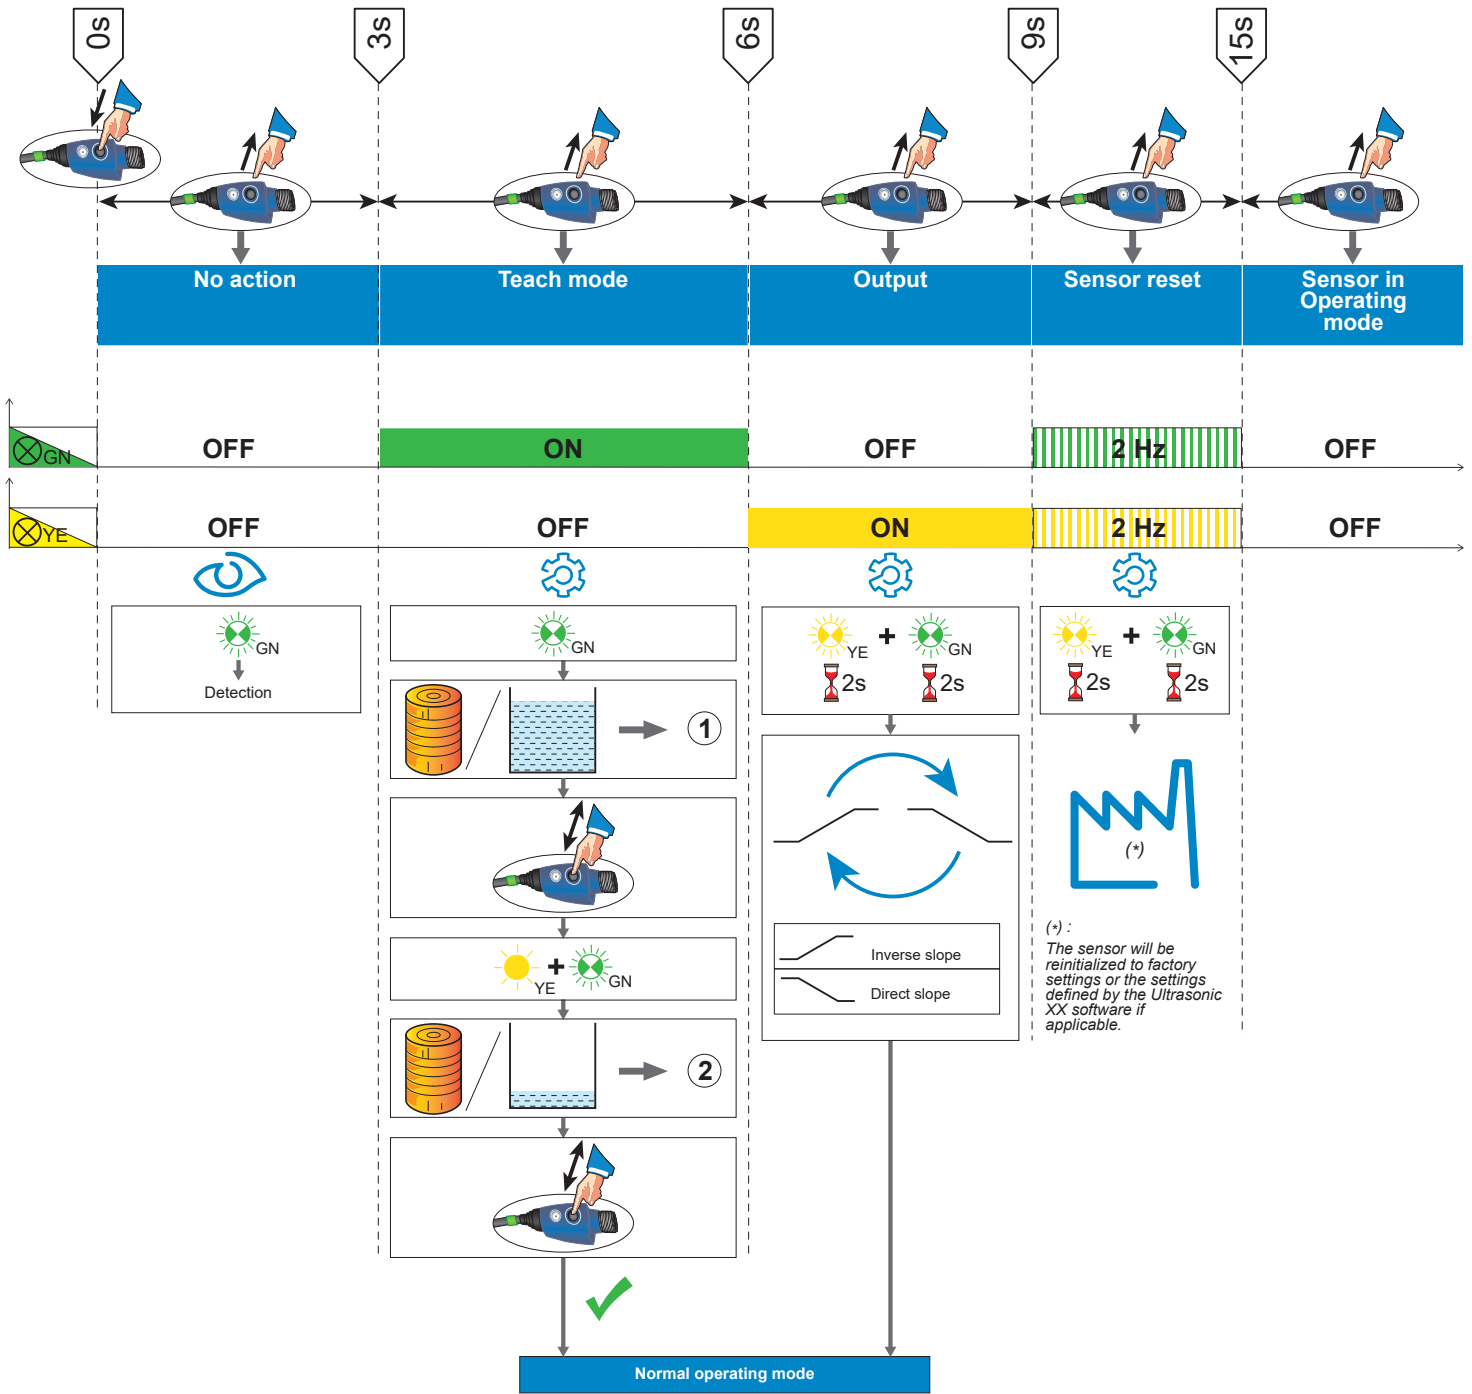 0s
3s
6s
9s
15s
No action
Teach mode
Output
Sensor reset
Sensor in
Operating
mode
GN
OFF
ON
OFF
2 Hz
OFF
YE
OFF
OFF
ON
2 Hz
OFF
GN
Detection
GN
1
YE + GN
2
YE + GN
2s
2s
Inverse slope
Direct slope
YE + GN
2s
2s
(*)
(*) :
The sensor will be
reinitialized to factory
settings or the settings
defined by the Ultrasonic
XX software if
applicable.
Normal operating mode